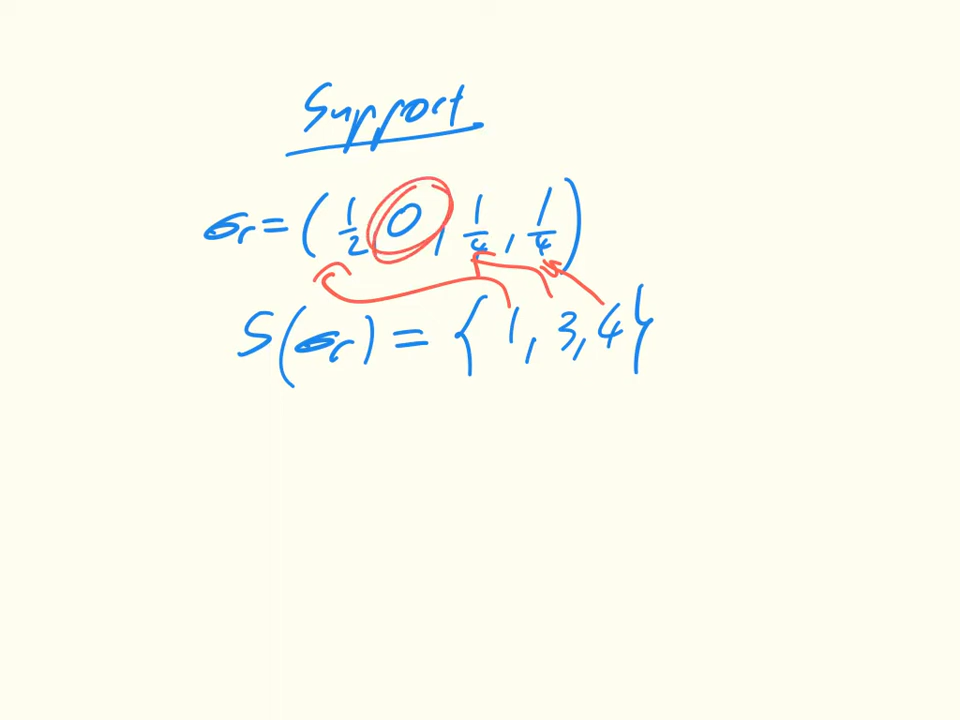 Support
σr = ( 1/2 0, 1/4, 1/4 )
S(σr) = { 1, 3, 4 }